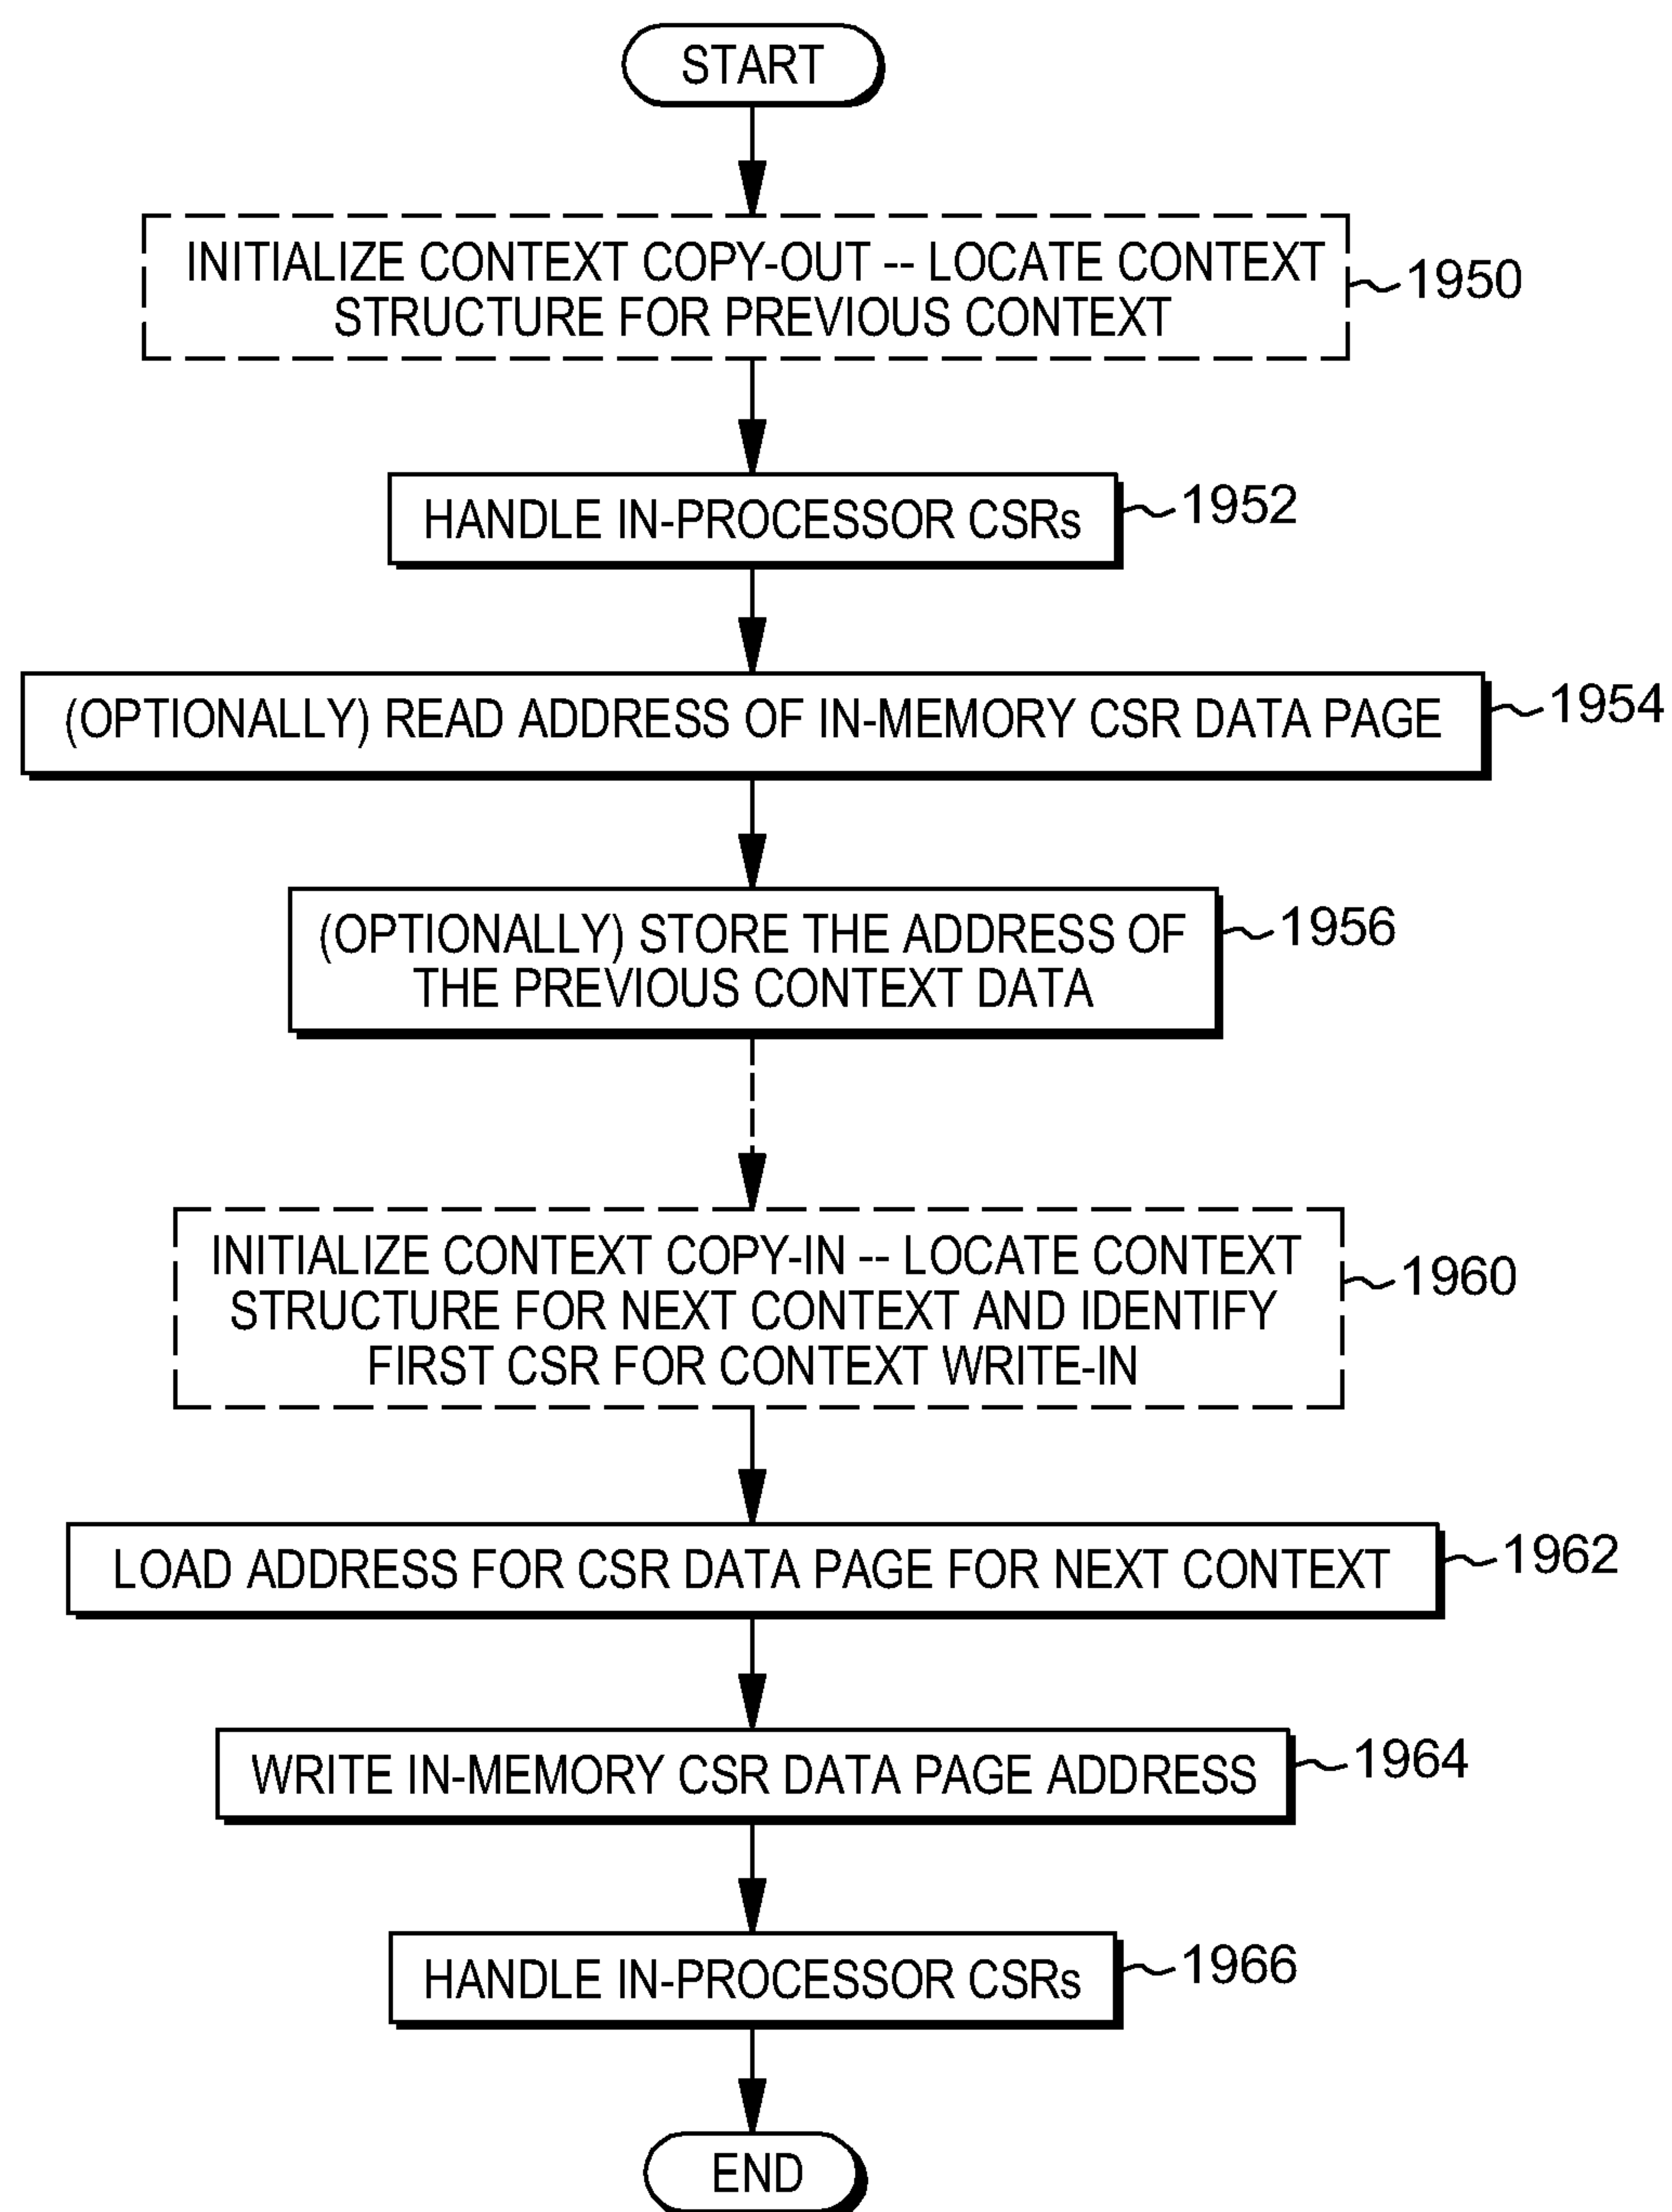 START
INITIALIZE CONTEXT COPY-OUT -- LOCATE CONTEXT
STRUCTURE FOR PREVIOUS CONTEXT
1950
HANDLE IN-PROCESSOR CSRs
1952
(OPTIONALLY) READ ADDRESS OF IN-MEMORY CSR DATA PAGE
1954
(OPTIONALLY) STORE THE ADDRESS OF
THE PREVIOUS CONTEXT DATA
1956
INITIALIZE CONTEXT COPY-IN -- LOCATE CONTEXT
STRUCTURE FOR NEXT CONTEXT AND IDENTIFY
FIRST CSR FOR CONTEXT WRITE-IN
1960
LOAD ADDRESS FOR CSR DATA PAGE FOR NEXT CONTEXT
1962
WRITE IN-MEMORY CSR DATA PAGE ADDRESS
1964
HANDLE IN-PROCESSOR CSRs
1966
END